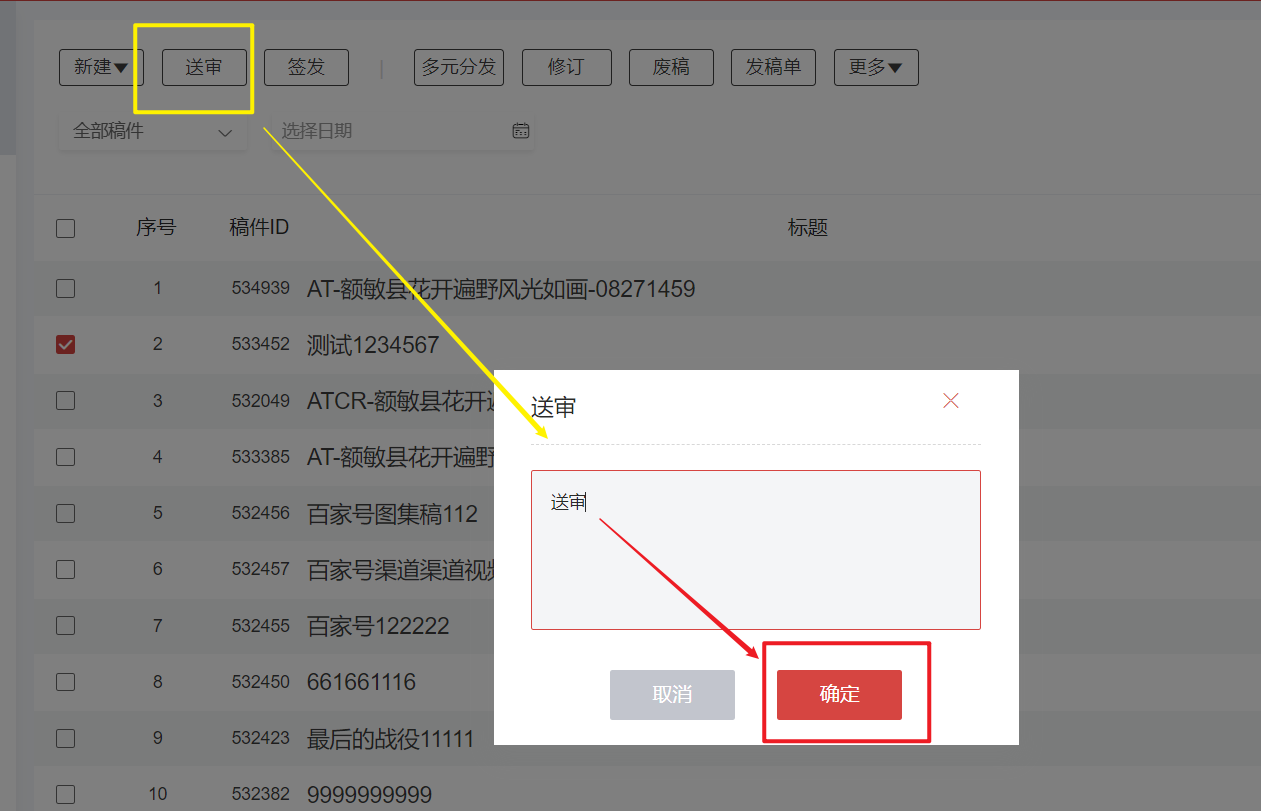 新建▼ 送审 签发 | 多元分发 修订 废稿 发稿单 更多▼
全部稿件 选择日期
序号 稿件ID 标题
1 534939 AT-额敏县花开遍野风光如画-08271459
2 533452 测试1234567
3 532049 ATCR-额敏县花开
4 533385 AT-额敏县花开遍野
5 532456 百家号图集稿112
6 532457 百家号渠道渠道视
7 532455 百家号122222
8 532450 661661116
9 532423 最后的战役11111
10 532382 9999999999
送审
送审
取消 确定